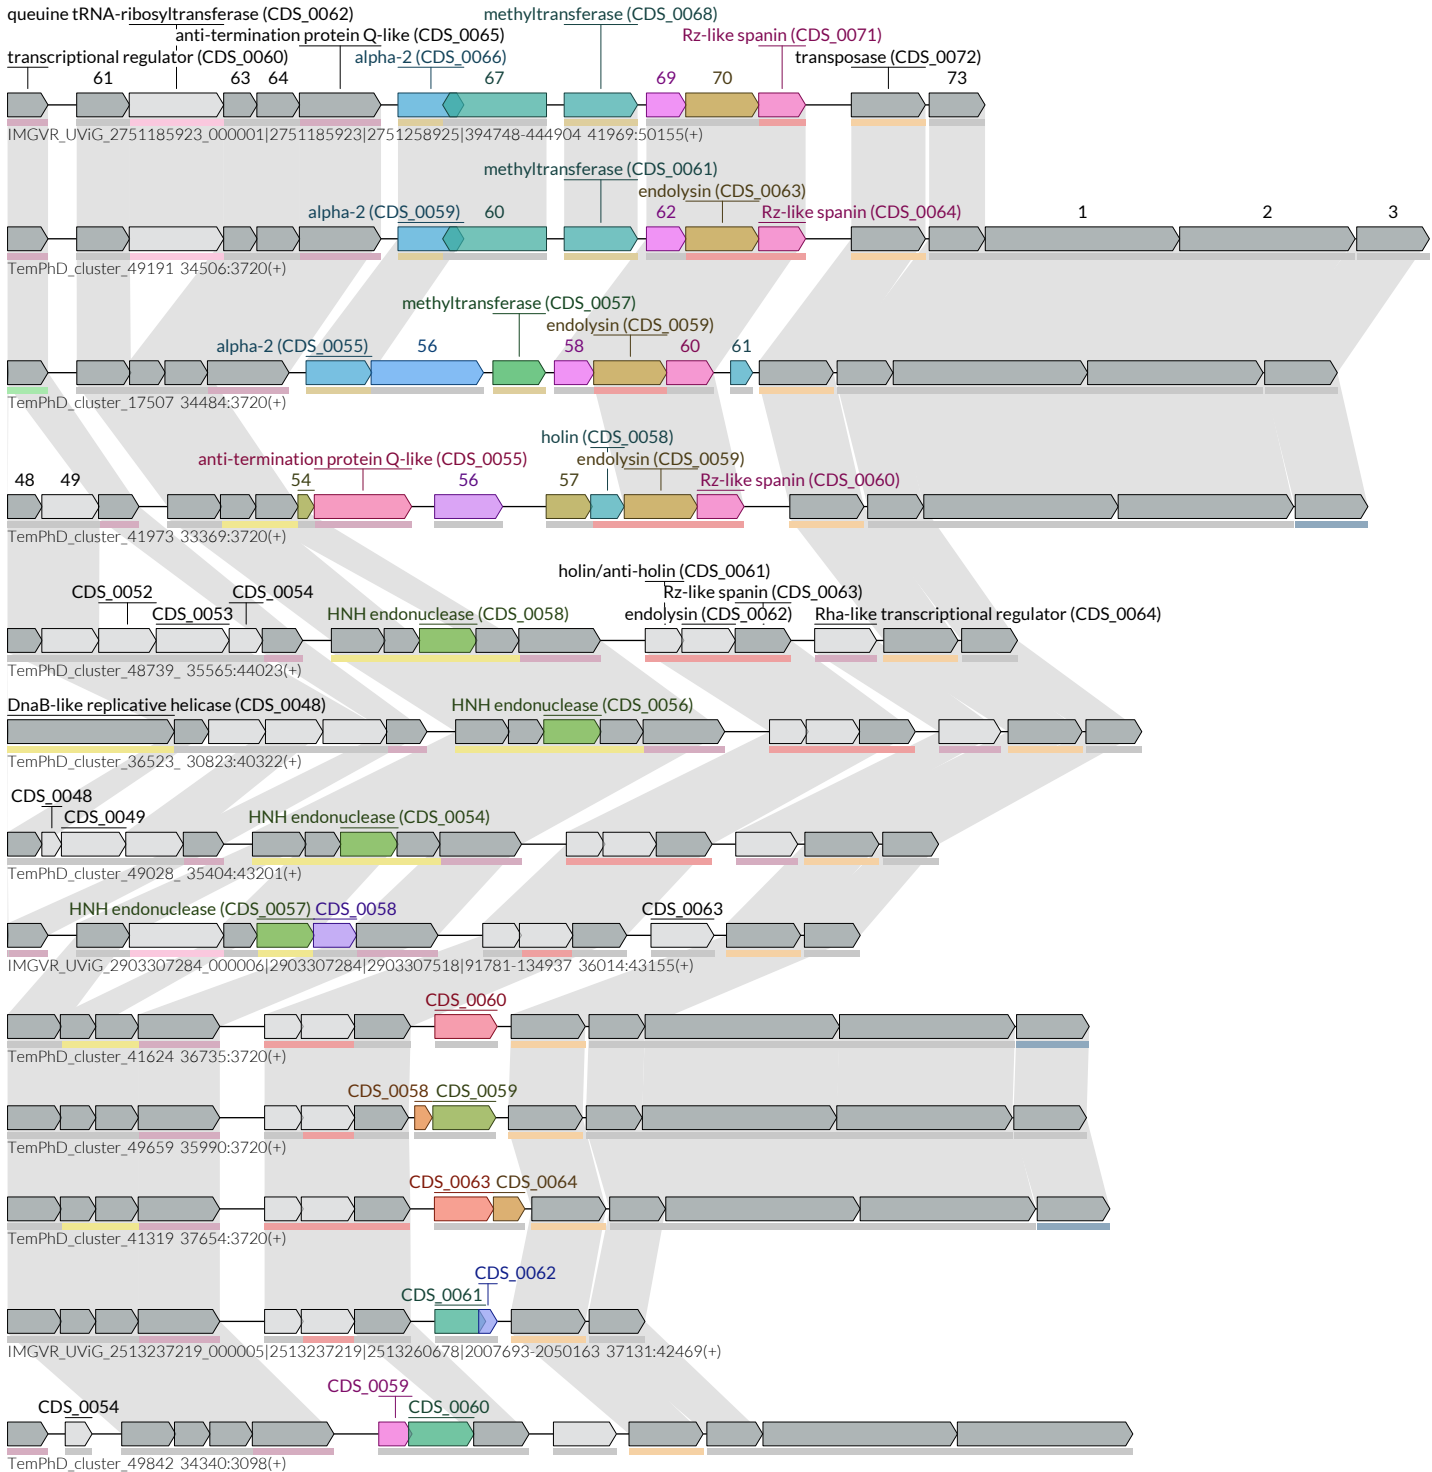 queuine tRNA-ribosyltransferase (CDS_0062) methyltransferase (CDS_0068)
anti-termination protein Q-like (CDS_0065) Rz-like spanin (CDS_0071)
transcriptional regulator (CDS_0060) alpha-2 (CDS_0066) transposase (CDS_0072)
61 63 64 67 69 70 73
IMGVR_UViG_2751185923_000001|2751185923|2751258925|394748-444904 41969:50155(+)
methyltransferase (CDS_0061)
endolysin (CDS_0063)
alpha-2 (CDS_0059) 60 62 Rz-like spanin (CDS_0064) 1 2 3
TemPhD_cluster_49191 34506:3720(+)
methyltransferase (CDS_0057)
endolysin (CDS_0059)
alpha-2 (CDS_0055) 56 58 60 61
TemPhD_cluster_17507 34484:3720(+)
holin (CDS_0058)
anti-termination protein Q-like (CDS_0055) endolysin (CDS_0059)
48 49 54 56 57 Rz-like spanin (CDS_0060)
TemPhD_cluster_41973 33369:3720(+)
holin/anti-holin (CDS_0061)
CDS_0052 CDS_0054 Rz-like spanin (CDS_0063)
CDS_0053 HNH endonuclease (CDS_0058) endolysin (CDS_0062) Rha-like transcriptional regulator (CDS_0064)
TemPhD_cluster_48739_ 35565:44023(+)
DnaB-like replicative helicase (CDS_0048) HNH endonuclease (CDS_0056)
TemPhD_cluster_36523_ 30823:40322(+)
CDS_0048
CDS_0049 HNH endonuclease (CDS_0054)
TemPhD_cluster_49028_ 35404:43201(+)
HNH endonuclease (CDS_0057) CDS_0058 CDS_0063
IMGVR_UViG_2903307284_000006|2903307284|2903307518|91781-134937 36014:43155(+)
CDS_0060
TemPhD_cluster_41624 36735:3720(+)
CDS_0058 CDS_0059
TemPhD_cluster_49659 35990:3720(+)
CDS_0063 CDS_0064
TemPhD_cluster_41319 37654:3720(+)
CDS_0062
CDS_0061
IMGVR_UViG_2513237219_000005|2513237219|2513260678|2007693-2050163 37131:42469(+)
CDS_0059
CDS_0054 CDS_0060
TemPhD_cluster_49842 34340:3098(+)